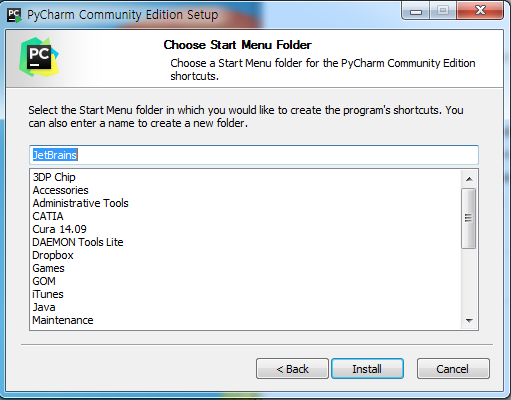 PyCharm Community Edition Setup
PC
Choose Start Menu Folder
Choose a Start Menu folder for the PyCharm Community Edition
shortcuts.
Select the Start Menu folder in which you would like to create the program's shortcuts. You
can also enter a name to create a new folder.
JetBrains
3DP Chip
Accessories
Administrative Tools
CATIA
Cura 14.09
DAEMON Tools Lite
Dropbox
Games
GOM
iTunes
Java
Maintenance
< Back
Install
Cancel